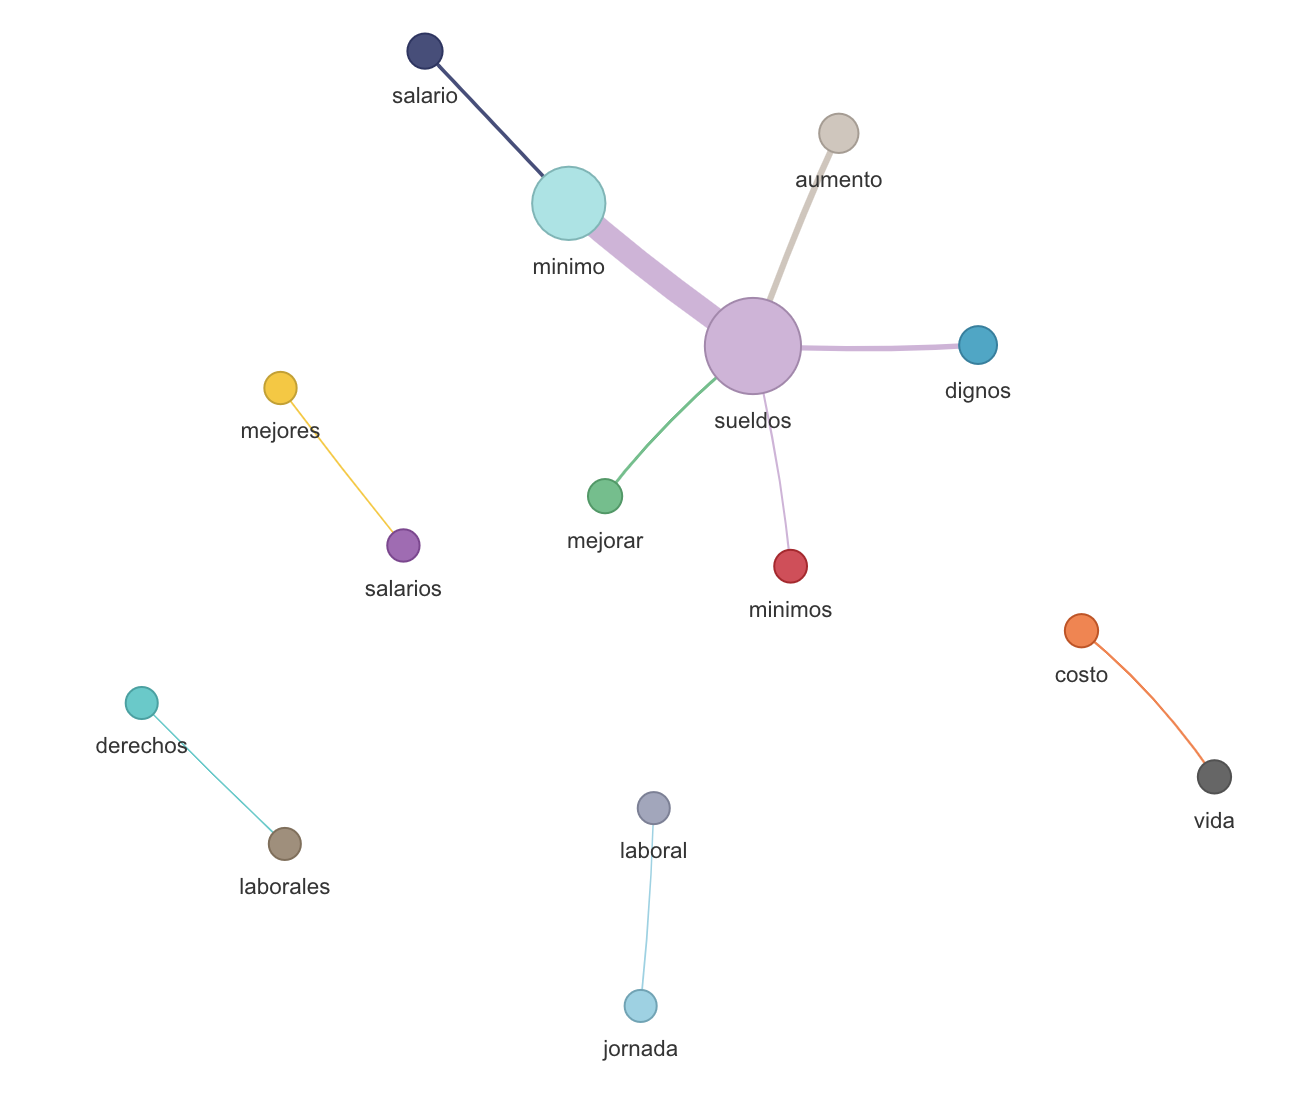 salario
aumento
minimo
dignos
sueldos
mejores
mejorar
salarios
minimos
costo
derechos
vida
laboral
laborales
jornada